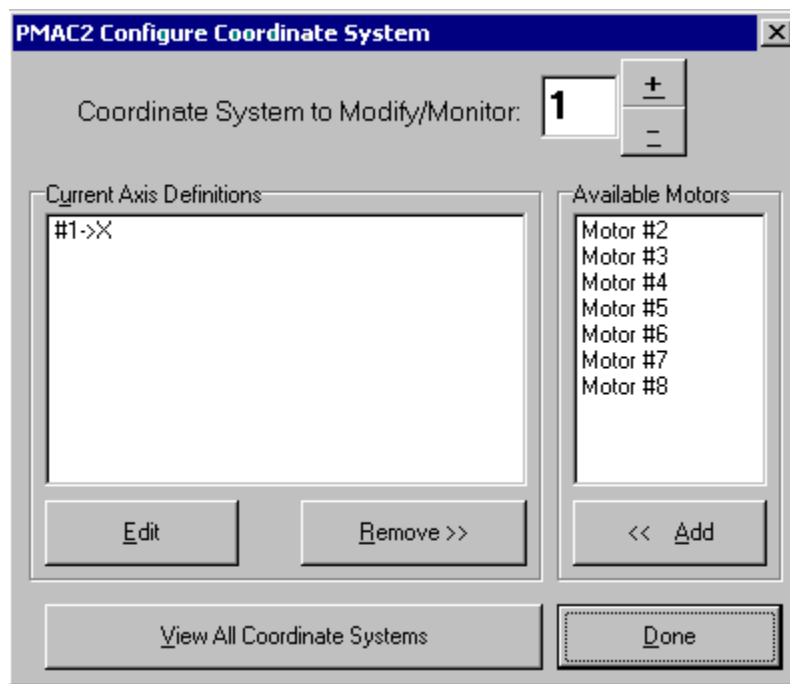 PMAC2 Configure Coordinate System
Coordinate System to Modify/Monitor:
1
+
-
Current Axis Definitions
#1->X
Edit
Remove >>
Available Motors
Motor #2
Motor #3
Motor #4
Motor #5
Motor #6
Motor #7
Motor #8
<< Add
View All Coordinate Systems
Done